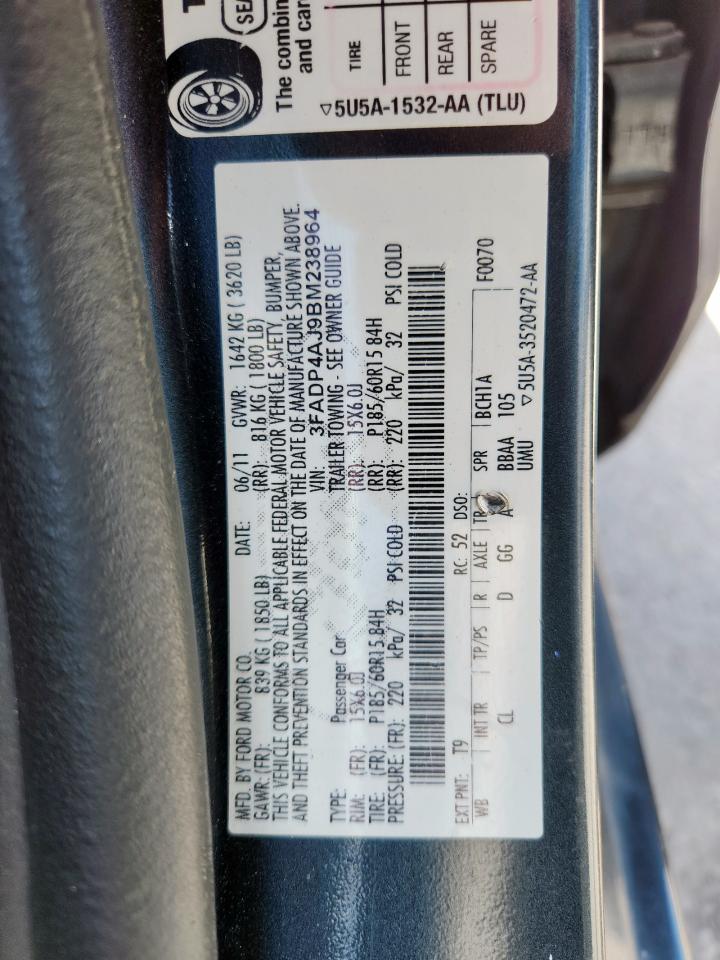 SEA
The combin
and car
TIRE
FRONT
REAR
SPARE
▽5U5A-1532-AA (TLU)
MFD. BY FORD MOTOR CO.
DATE: 06/11 GVWR: 1642 KG ( 3620 LB)
GAWR: (FR): 839 KG ( 1850 LB) (RR): 816 KG ( 1800 LB)
THIS VEHICLE CONFORMS TO ALL APPLICABLE FEDERAL MOTOR VEHICLE SAFETY, BUMPER,
AND THEFT PREVENTION STANDARDS IN EFFECT ON THE DATE OF MANUFACTURE SHOWN ABOVE.
VIN: 3FADP4AJ9BM238964
TYPE: Passenger Car TRAILER TOWING - SEE OWNER GUIDE
RIM: (FR): 15X6.0J (RR): 15X6.0J
TIRE: (FR): P185/60R15 84H (RR): P185/60R15 84H
PRESSURE: (FR): 220 kPa/ 32 PSI COLD (RR): 220 kPa/ 32 PSI COLD
EXT PNT: T9 RC: 52 DSO: F0070
WB INT TR TP/PS R AXLE TR SPR BCH1A
CL D GG A BBAA 105
UMU ▽5U5A-3520472-AA